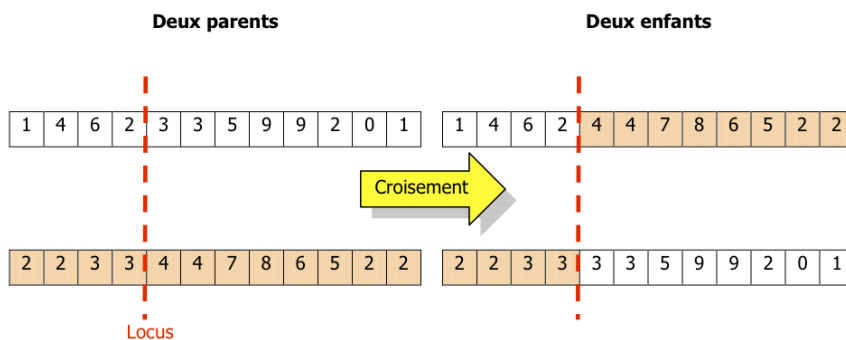 Deux parents Deux enfants
1 4 6 2 3 3 5 9 9 2 0 1 1 4 6 2 4 4 7 8 6 5 2 2
Croisement
2 2 3 3 4 4 7 8 6 5 2 2 2 2 3 3 3 3 5 9 9 2 0 1
Locus